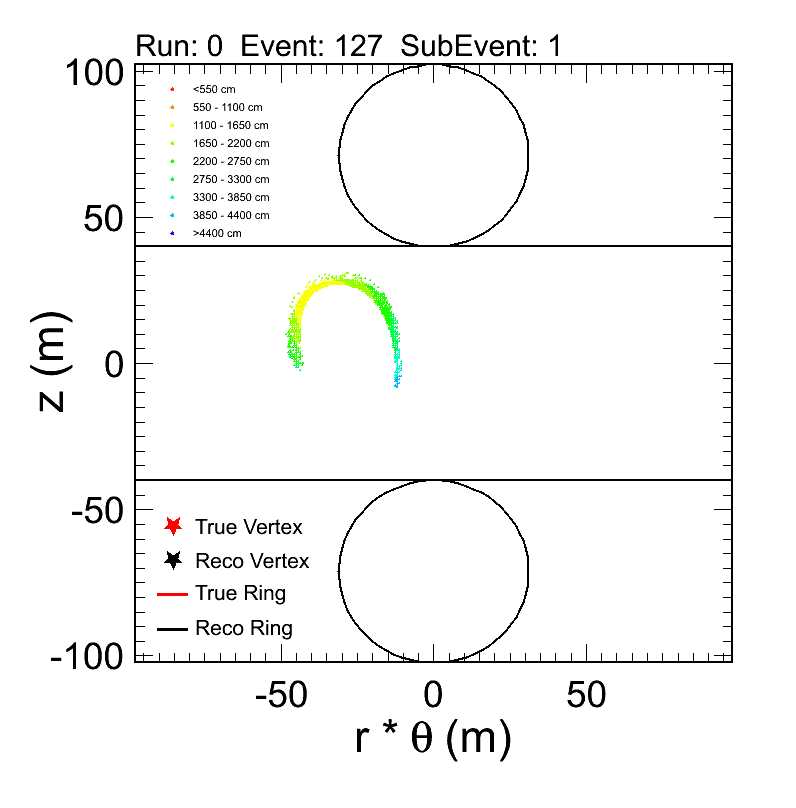 Run: 0 Event: 127 SubEvent: 1
100
<550 cm
550 - 1100 cm
1100 - 1650 cm
1650 - 2200 cm
2200 - 2750 cm
2750 - 3300 cm
3300 - 3850 cm
3850 - 4400 cm
>4400 cm
50
0
z (m)
-50
True Vertex
Reco Vertex
True Ring
Reco Ring
-100
-50 0 50
r * θ (m)